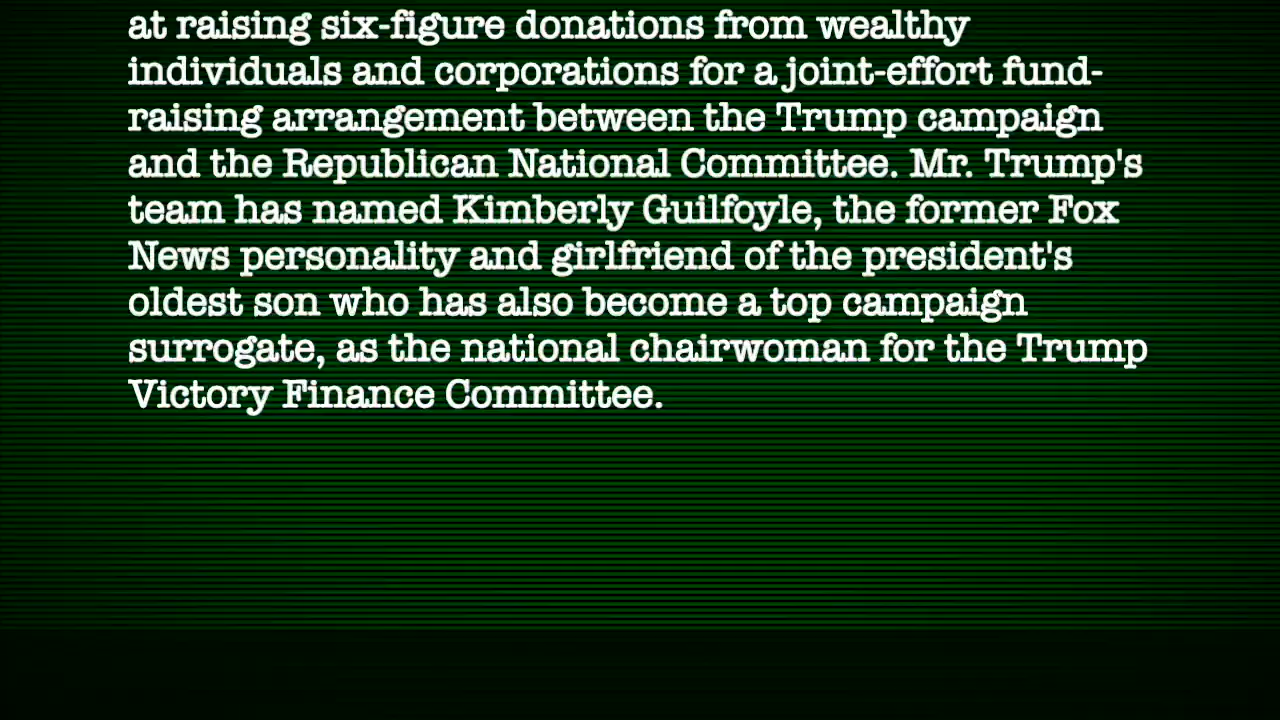 at raising six-figure donations from wealthy
individuals and corporations for a joint-effort fund-
raising arrangement between the Trump campaign
and the Republican National Committee. Mr. Trump's
team has named Kimberly Guilfoyle, the former Fox
News personality and girlfriend of the president's
oldest son who has also become a top campaign
surrogate, as the national chairwoman for the Trump
Victory Finance Committee.